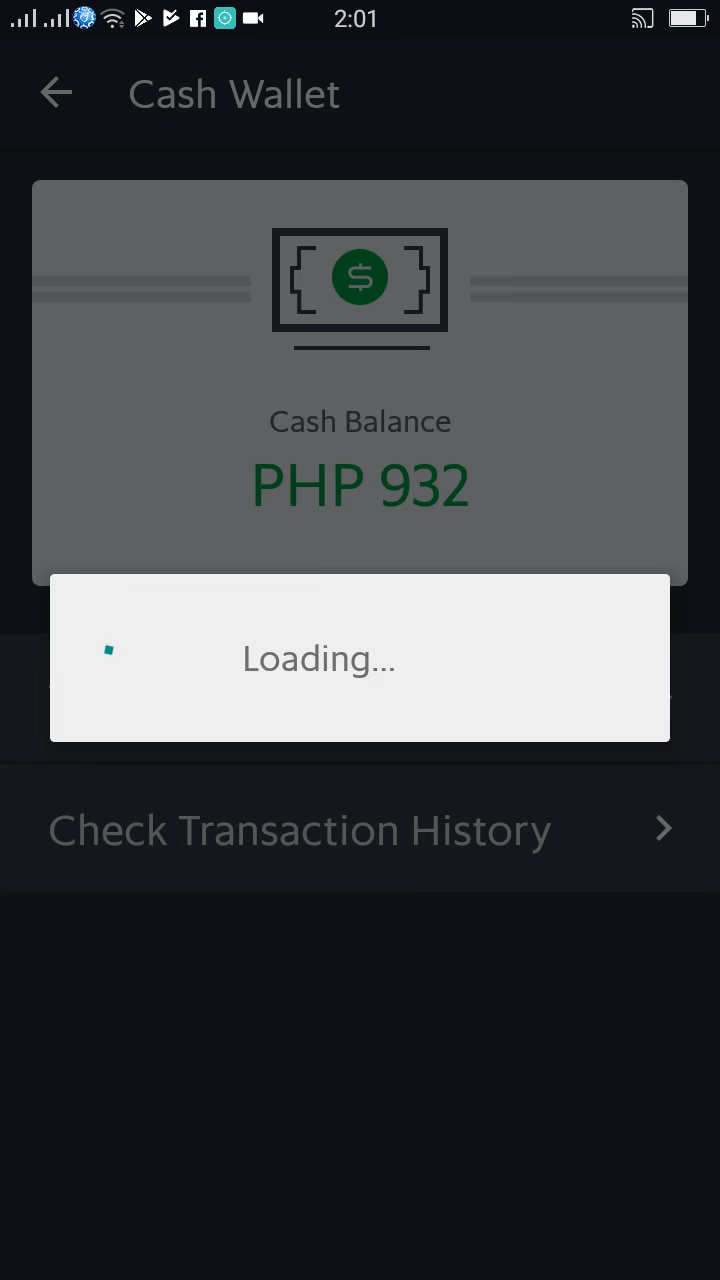 2:01
Cash Wallet
Cash Balance
PHP 932
Loading...
Check Transaction History